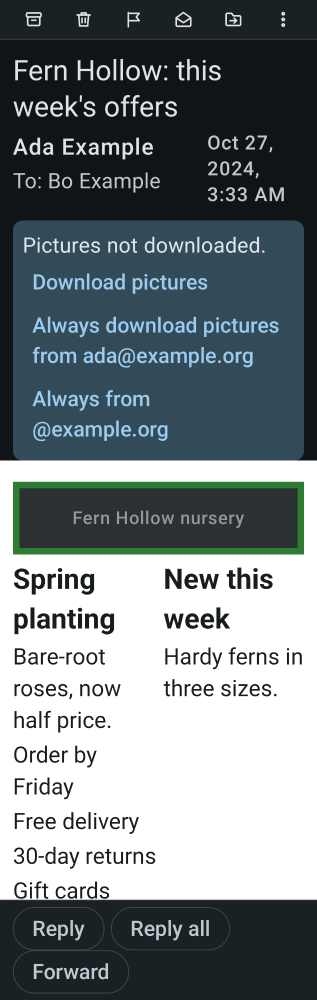 Fern Hollow: this
week's offers
Ada Example
Oct 27,
2024,
3:33 AM
To: Bo Example
Pictures not downloaded.
Download pictures
Always download pictures
from ada@example.org
Always from
@example.org
Fern Hollow nursery
Spring
planting
Bare-root
roses, now
half price.
Order by
Friday
Free delivery
30-day returns
Gift cards
New this
week
Hardy ferns in
three sizes.
Reply
Reply all
Forward